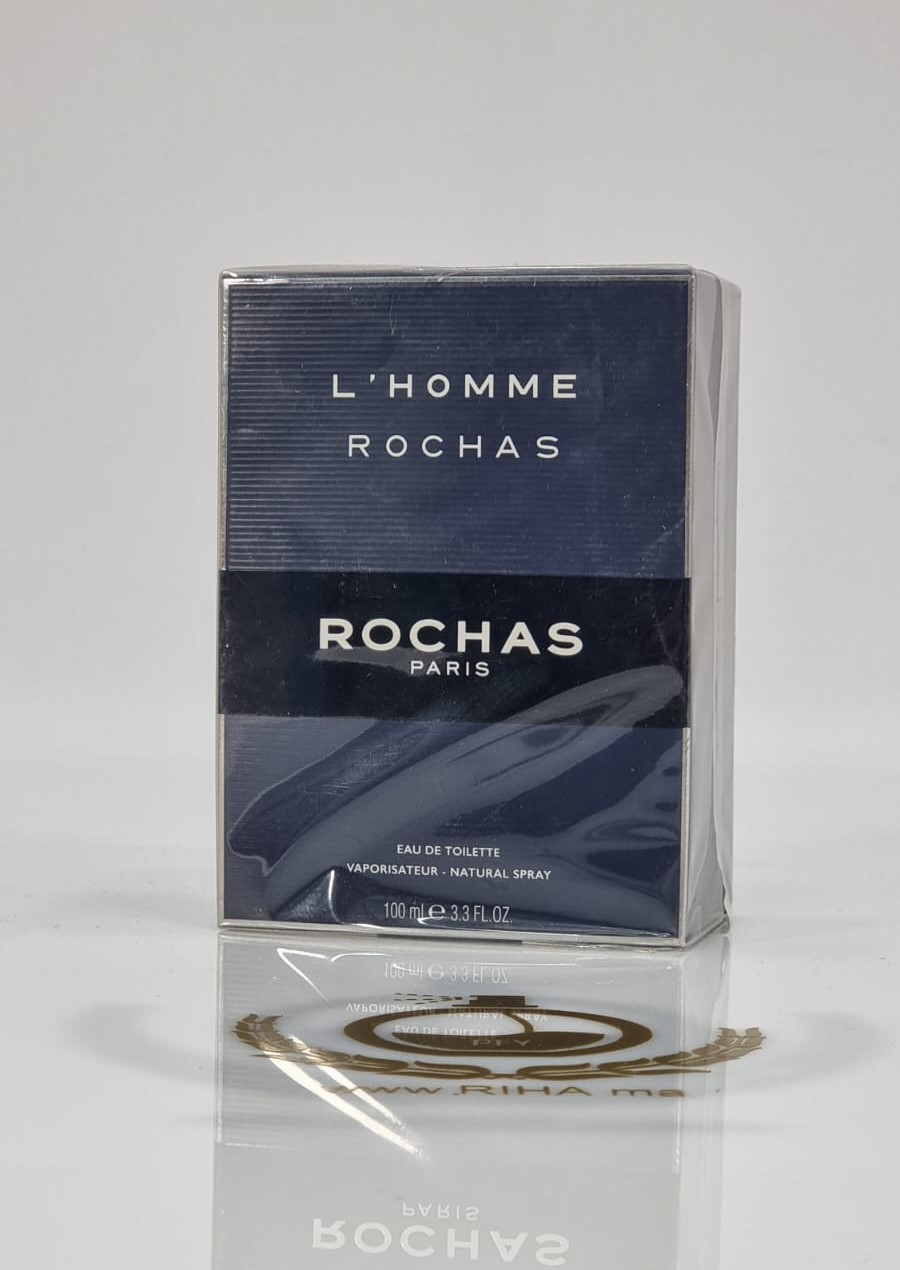 L'HOMME
ROCHAS
ROCHAS
PARIS
EAU DE TOILETTE
VAPORISATEUR - NATURAL SPRAY
100 ml ℮ 3.3 FL.OZ.
www.RIHA.ma